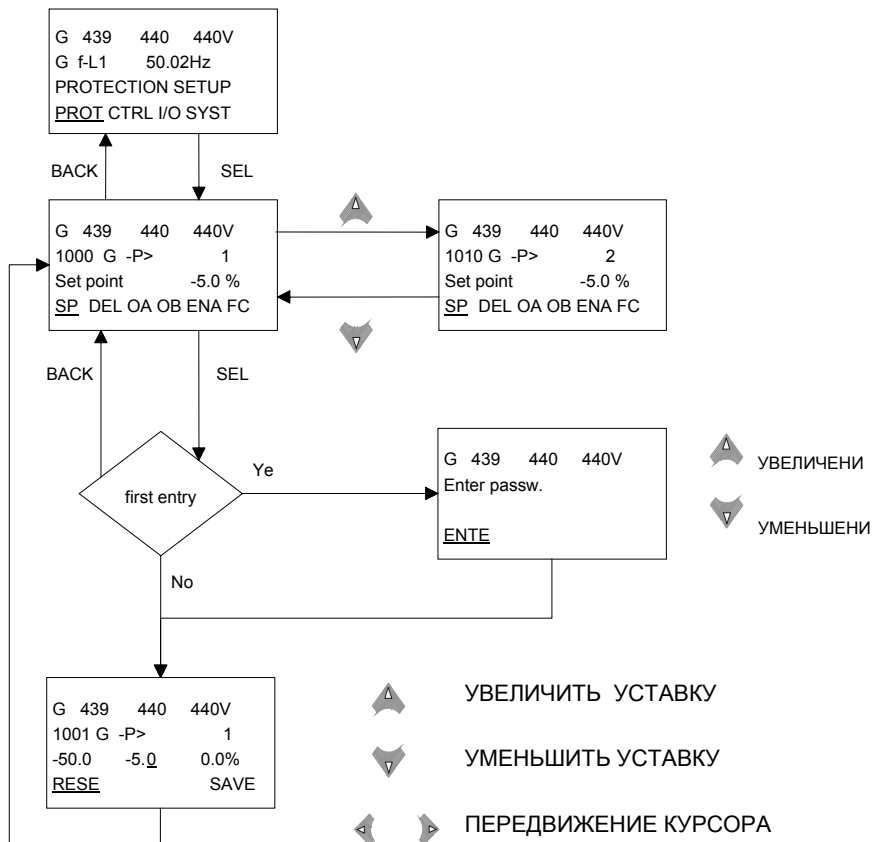 G 439 440 440V
G f-L1 50.02Hz
PROTECTION SETUP
PROT CTRL I/O SYST
BACK
SEL
G 439 440 440V
1000 G -P> 1
Set point -5.0 %
SP DEL OA OB ENA FC
G 439 440 440V
1010 G -P> 2
Set point -5.0 %
SP DEL OA OB ENA FC
BACK
SEL
first entry
Ye
G 439 440 440V
Enter passw.
ENTE
УВЕЛИЧЕНИ
УМЕНЬШЕНИ
No
G 439 440 440V
1001 G -P> 1
-50.0 -5.0 0.0%
RESE SAVE
УВЕЛИЧИТЬ УСТАВКУ
УМЕНЬШИТЬ УСТАВКУ
ПЕРЕДВИЖЕНИЕ КУРСОРА